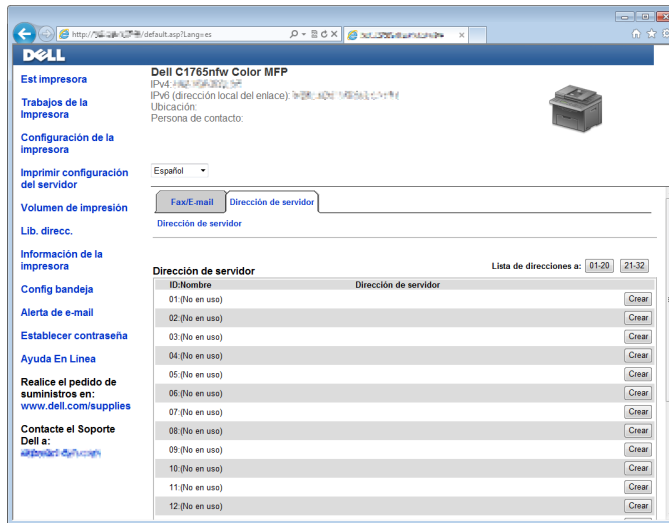 http://
/default.asp?Lang=es
DELL
Est impresora
Trabajos de la
Impresora
Configuración de la
impresora
Imprimir configuración
del servidor
Volumen de impresión
Lib. direcc.
Información de la
impresora
Config bandeja
Alerta de e-mail
Establecer contraseña
Ayuda En Linea
Realice el pedido de
suministros en:
www.dell.com/supplies
Contacte el Soporte
Dell a:
Dell C1765nfw Color MFP
IPv4:
IPv6 (dirección local del enlace):
Ubicación:
Persona de contacto:
Español
Fax/E-mail Dirección de servidor
Dirección de servidor
Dirección de servidor Lista de direcciones a: 01-20 21-32
ID:Nombre Dirección de servidor
01:(No en uso) Crear
02:(No en uso) Crear
03:(No en uso) Crear
04:(No en uso) Crear
05:(No en uso) Crear
06:(No en uso) Crear
07:(No en uso) Crear
08:(No en uso) Crear
09:(No en uso) Crear
10:(No en uso) Crear
11:(No en uso) Crear
12:(No en uso) Crear